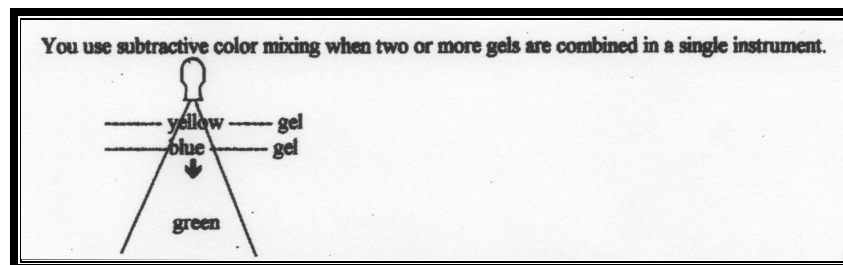 You use subtractive color mixing when two or more gels are combined in a single instrument.
yellow gel
blue gel
green